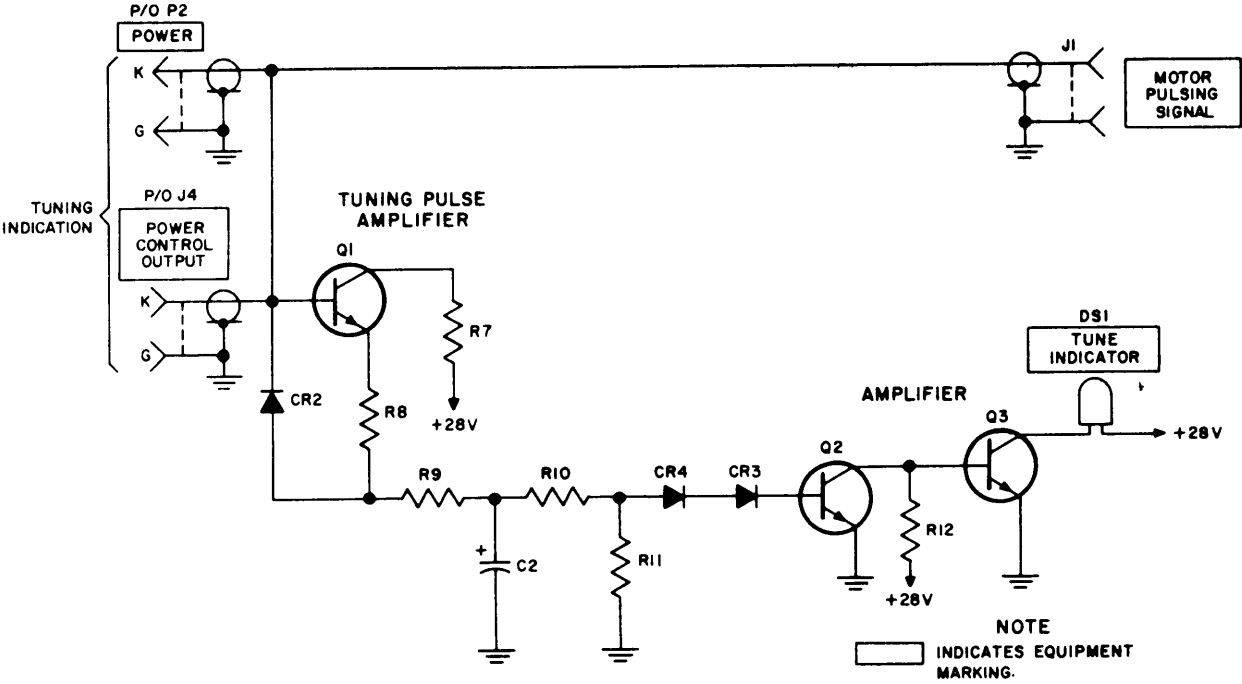 P/O P2
POWER
K
G
J1
MOTOR
PULSING
SIGNAL
TUNING
INDICATION
P/O J4
POWER
CONTROL
OUTPUT
K
G
TUNING PULSE
AMPLIFIER
Q1
R7
+28V
CR2
R8
R9
R10
CR4
CR3
+
C2
R11
AMPLIFIER
Q2
Q3
R12
+28V
DS1
TUNE
INDICATOR
+28V
NOTE
INDICATES EQUIPMENT
MARKING.